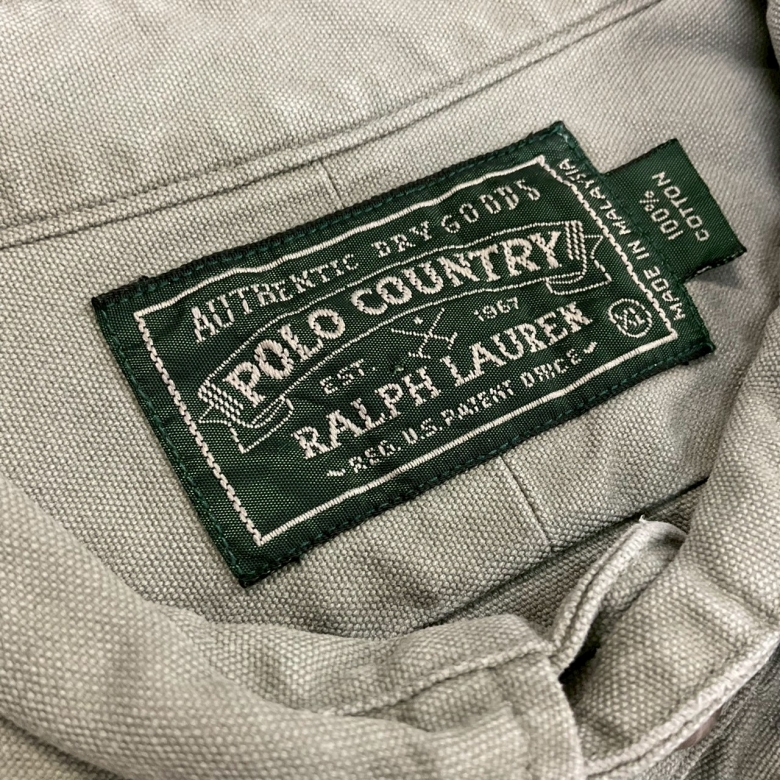 AUTHENTIC DRY GOODS
POLO COUNTRY
EST. 1967
RALPH LAUREN
REG. U.S. PATENT OFFICE
MADE IN MALAYSIA
XL
100%
COTTON